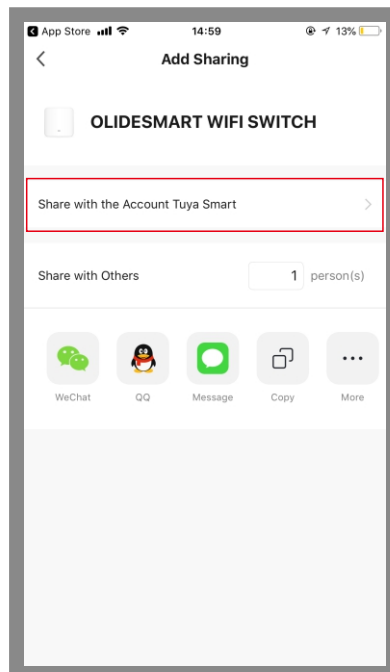 App Store 14:59 13%
Add Sharing
OLIDESMART WIFI SWITCH
Share with the Account Tuya Smart
Share with Others 1 person(s)
WeChat QQ Message Copy More